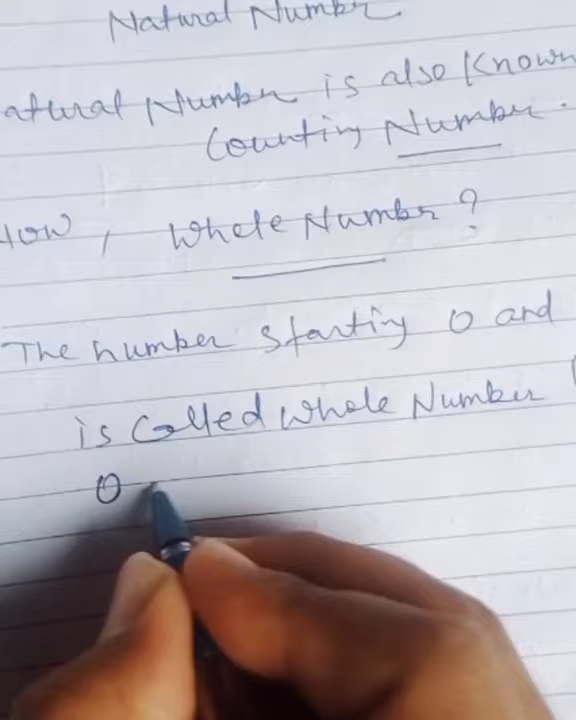 Natural Number
atural Number is also Known
Counting Number.
How, Whole Number?
The number starting 0 and
is Called Whole Number (
0